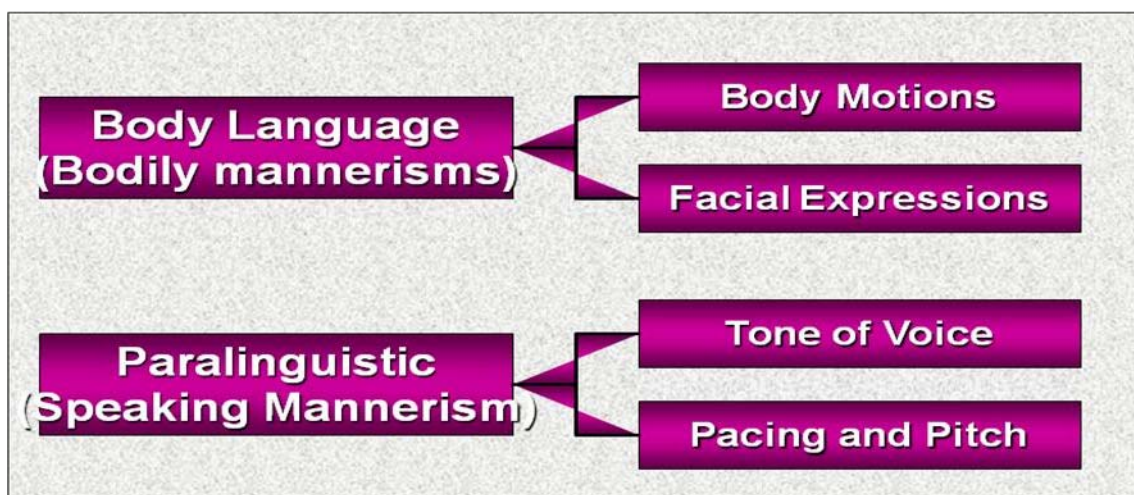 Body Language
(Bodily mannerisms)
Body Motions
Facial Expressions
Paralinguistic
(Speaking Mannerism)
Tone of Voice
Pacing and Pitch